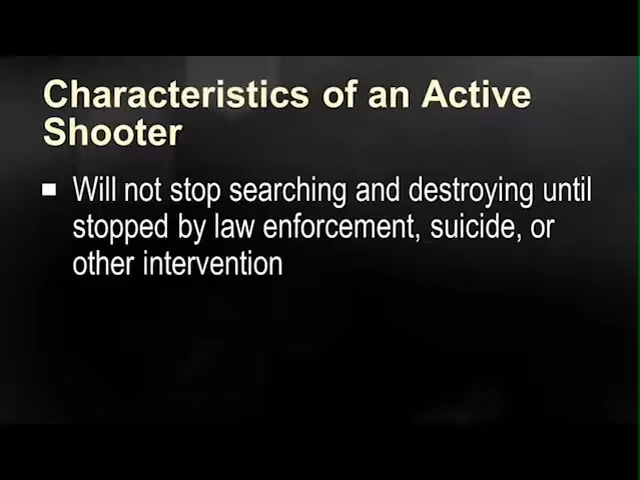 Characteristics of an Active
Shooter
Will not stop searching and destroying until
stopped by law enforcement, suicide, or
other intervention